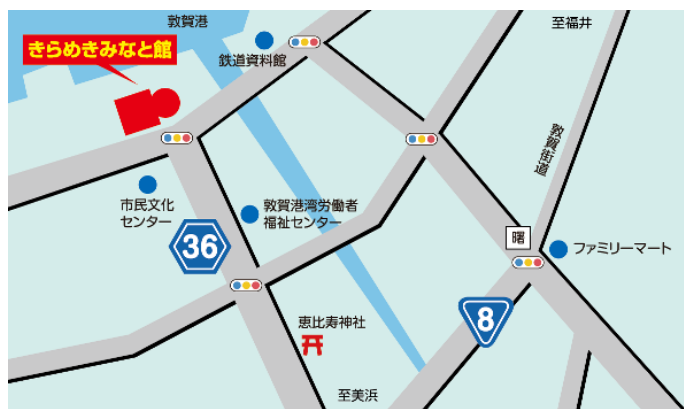 敦賀港
至福井
きらめきみなと館
鉄道資料館
敦賀街道
市民文化
センター
敦賀港湾労働者
福祉センター
36
曙
ファミリーマート
8
恵比寿神社
至美浜